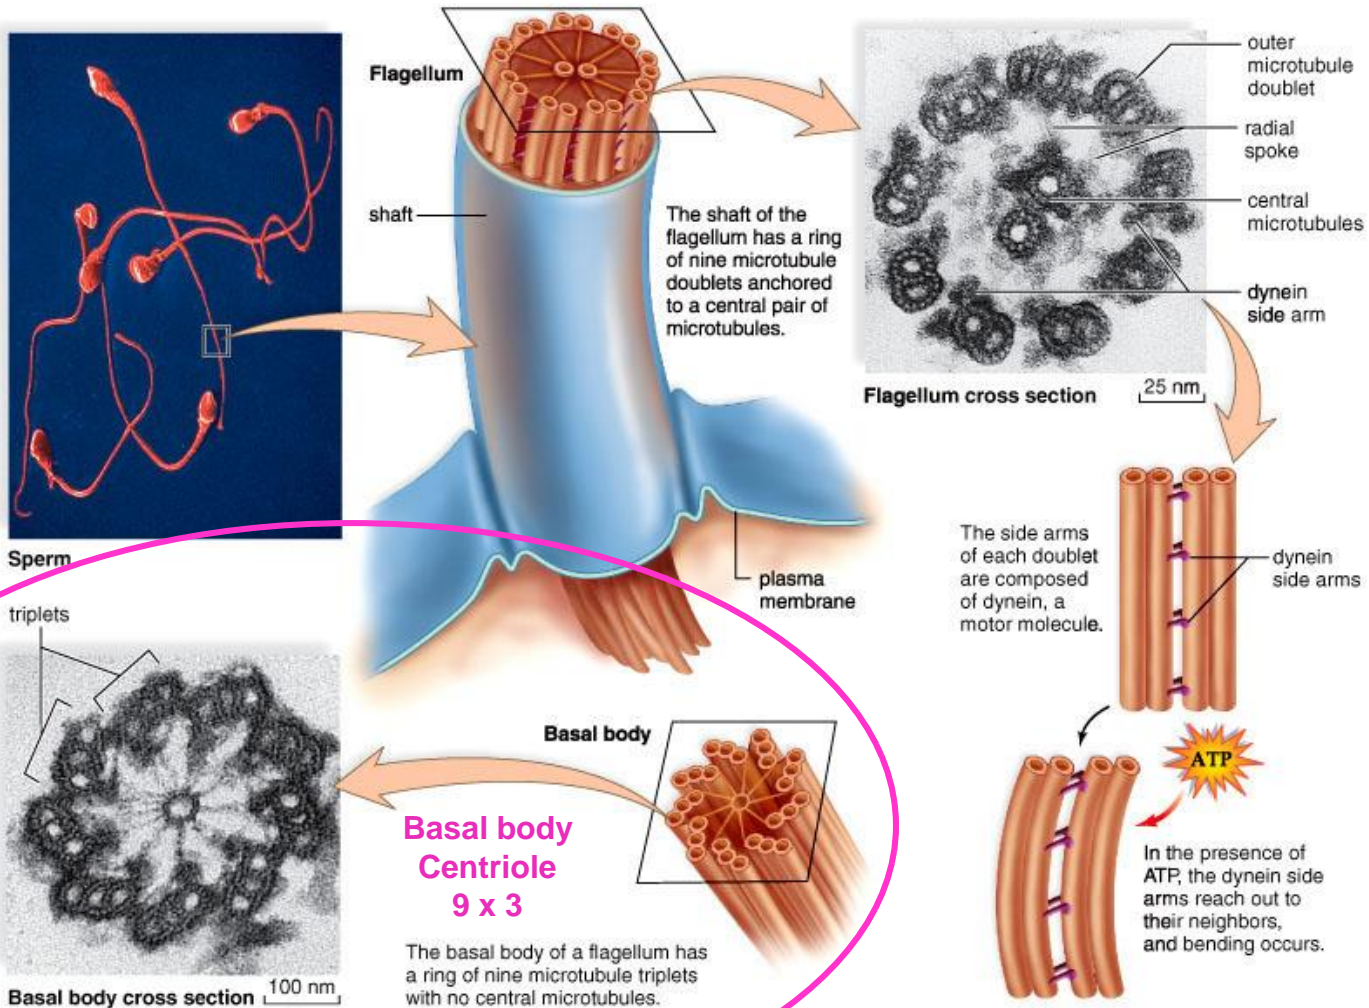 Flagellum
shaft
The shaft of the
flagellum has a ring
of nine microtubule
doublets anchored
to a central pair of
microtubules.
outer
microtubule
doublet
radial
spoke
central
microtubules
dynein
side arm
Flagellum cross section
25 nm
Sperm
plasma
membrane
The side arms
of each doublet
are composed
of dynein, a
motor molecule.
dynein
side arms
triplets
Basal body
Basal body
Centriole
9 x 3
ATP
In the presence of
ATP, the dynein side
arms reach out to
their neighbors,
and bending occurs.
The basal body of a flagellum has
a ring of nine microtubule triplets
with no central microtubules.
Basal body cross section
100 nm